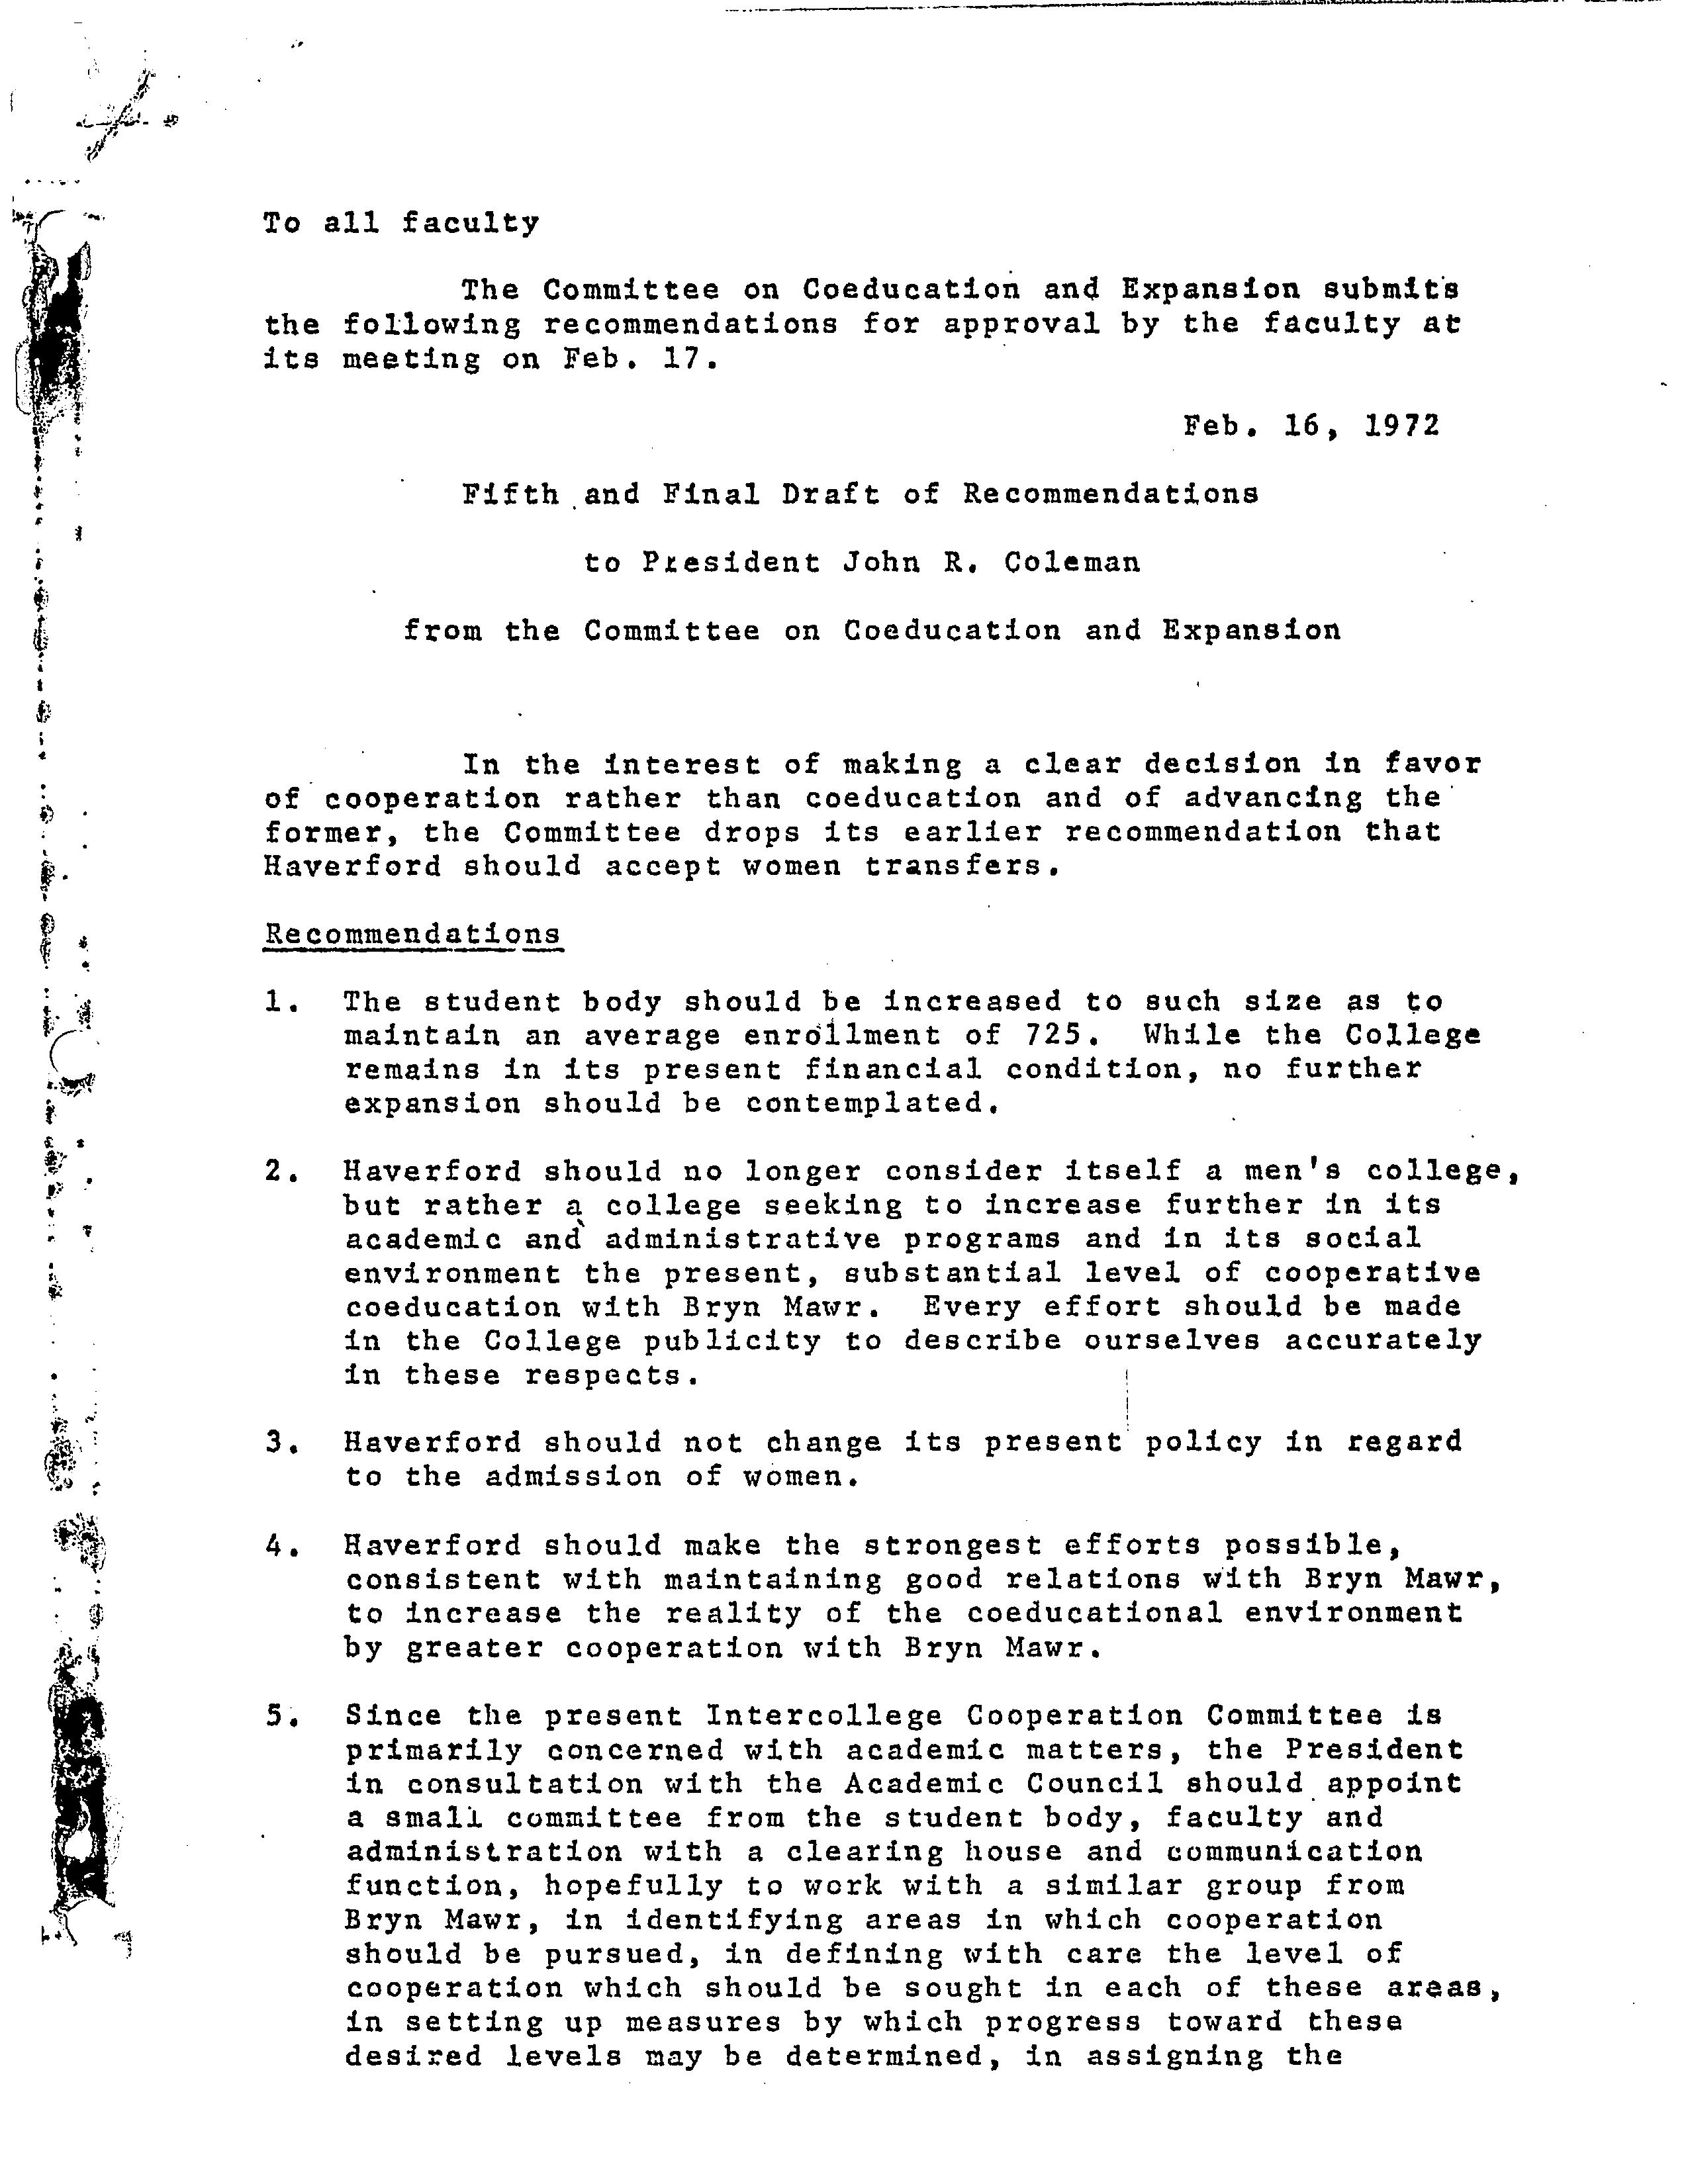 To all faculty
The Committee on Coeducation and Expansion submits
the following recommendations for approval by the faculty at
its meeting on Feb. 17.
Feb. 16, 1972
Fifth and Final Draft of Recommendations
to President John R. Coleman
from the Committee on Coeducation and Expansion
In the interest of making a clear decision in favor
of cooperation rather than coeducation and of advancing the
former, the Committee drops its earlier recommendation that
Haverford should accept women transfers.
Recommendations
1. The student body should be increased to such size as to
maintain an average enrollment of 725. While the College
remains in its present financial condition, no further
expansion should be contemplated.
2. Haverford should no longer consider itself a men's college,
but rather a college seeking to increase further in its
academic and administrative programs and in its social
environment the present, substantial level of cooperative
coeducation with Bryn Mawr. Every effort should be made
in the College publicity to describe ourselves accurately
in these respects.
3. Haverford should not change its present policy in regard
to the admission of women.
4. Haverford should make the strongest efforts possible,
consistent with maintaining good relations with Bryn Mawr,
to increase the reality of the coeducational environment
by greater cooperation with Bryn Mawr.
5. Since the present Intercollege Cooperation Committee is
primarily concerned with academic matters, the President
in consultation with the Academic Council should appoint
a small committee from the student body, faculty and
administration with a clearing house and communication
function, hopefully to work with a similar group from
Bryn Mawr, in identifying areas in which cooperation
should be pursued, in defining with care the level of
cooperation which should be sought in each of these areas,
in setting up measures by which progress toward these
desired levels may be determined, in assigning the